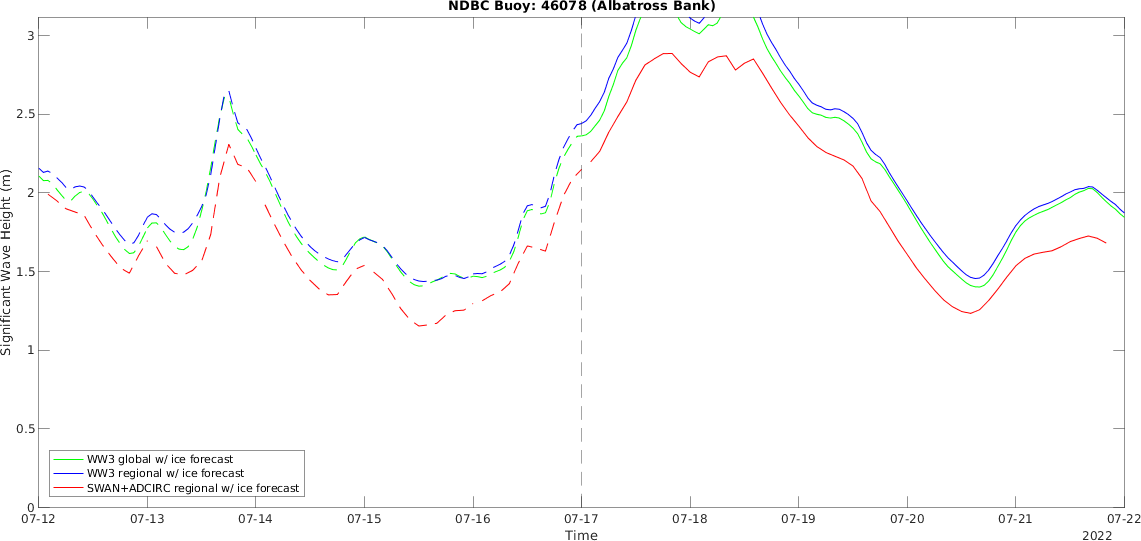 NDBC Buoy: 46078 (Albatross Bank)
3
2.5
2
1.5
1
0.5
0
Significant Wave Height (m)
WW3 global w/ ice forecast
WW3 regional w/ ice forecast
SWAN+ADCIRC regional w/ ice forecast
07-12 07-13 07-14 07-15 07-16 07-17 07-18 07-19 07-20 07-21 07-22
Time
2022